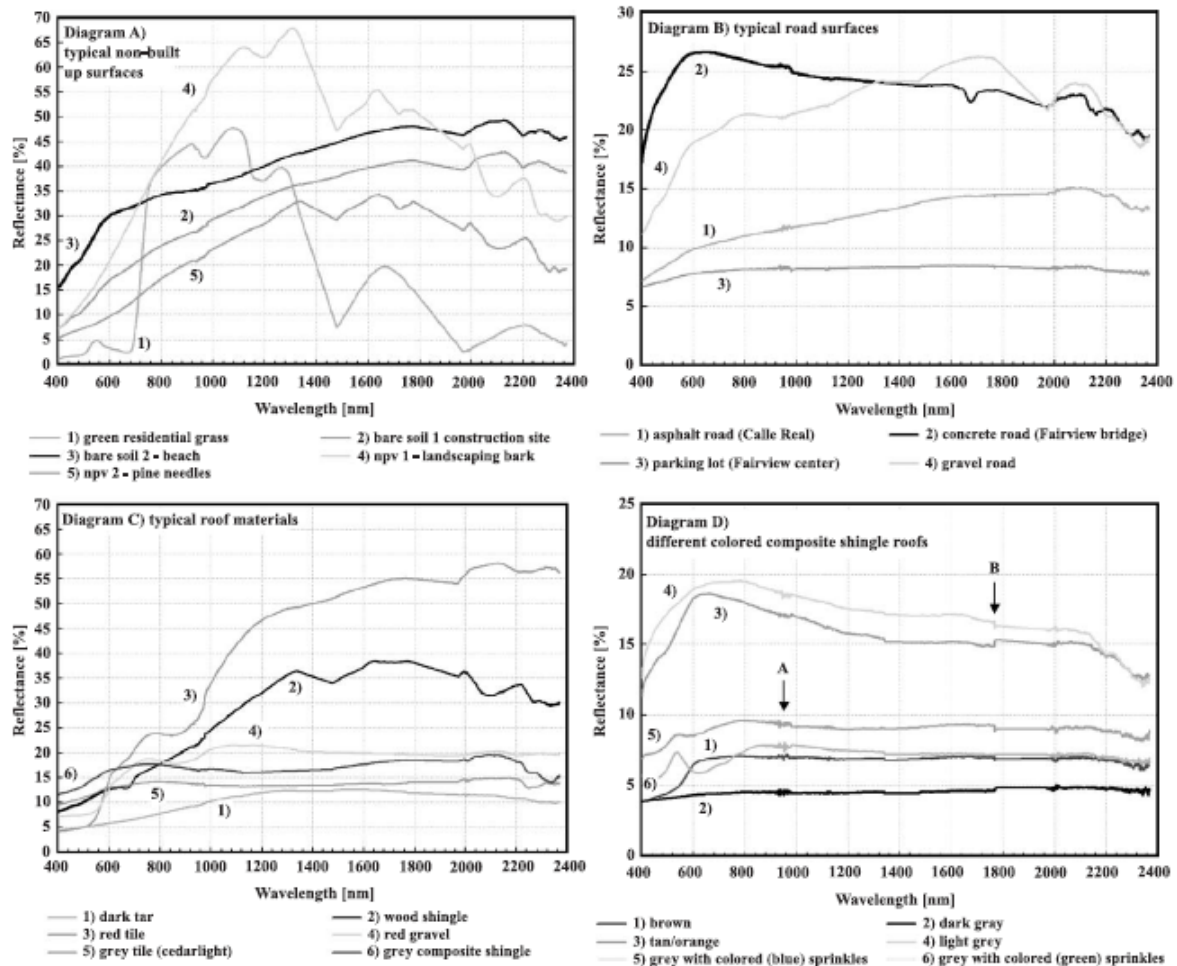 Diagram A)
typical non-built
up surfaces
Reflectance [%]
70
65
60
55
50
45
40
35
30
25
20
15
10
5
0
4)
3)
2)
5)
1)
400 600 800 1000 1200 1400 1600 1800 2000 2200 2400
Wavelength [nm]
1) green residential grass 2) bare soil 1 construction site
3) bare soil 2 - beach 4) npv 1 - landscaping bark
5) npv 2 - pine needles
Diagram B) typical road surfaces
Reflectance [%]
30
25
20
15
10
5
0
2)
4)
1)
3)
400 600 800 1000 1200 1400 1600 1800 2000 2200 2400
Wavelength [nm]
1) asphalt road (Calle Real) 2) concrete road (Fairview bridge)
3) parking lot (Fairview center) 4) gravel road
Diagram C) typical roof materials
Reflectance [%]
70
65
60
55
50
45
40
35
30
25
20
15
10
5
0
3)
2)
4)
6)
5)
1)
400 600 800 1000 1200 1400 1600 1800 2000 2200 2400
Wavelength [nm]
1) dark tar 2) wood shingle
3) red tile 4) red gravel
5) grey tile (cedarlight) 6) grey composite shingle
Diagram D)
different colored composite shingle roofs
Reflectance [%]
25
20
15
10
5
0
B
4)
3)
A
5)
1)
6)
2)
400 600 800 1000 1200 1400 1600 1800 2000 2200 2400
Wavelength [nm]
1) brown 2) dark gray
3) tan/orange 4) light grey
5) grey with colored (blue) sprinkles 6) grey with colored (green) sprinkles